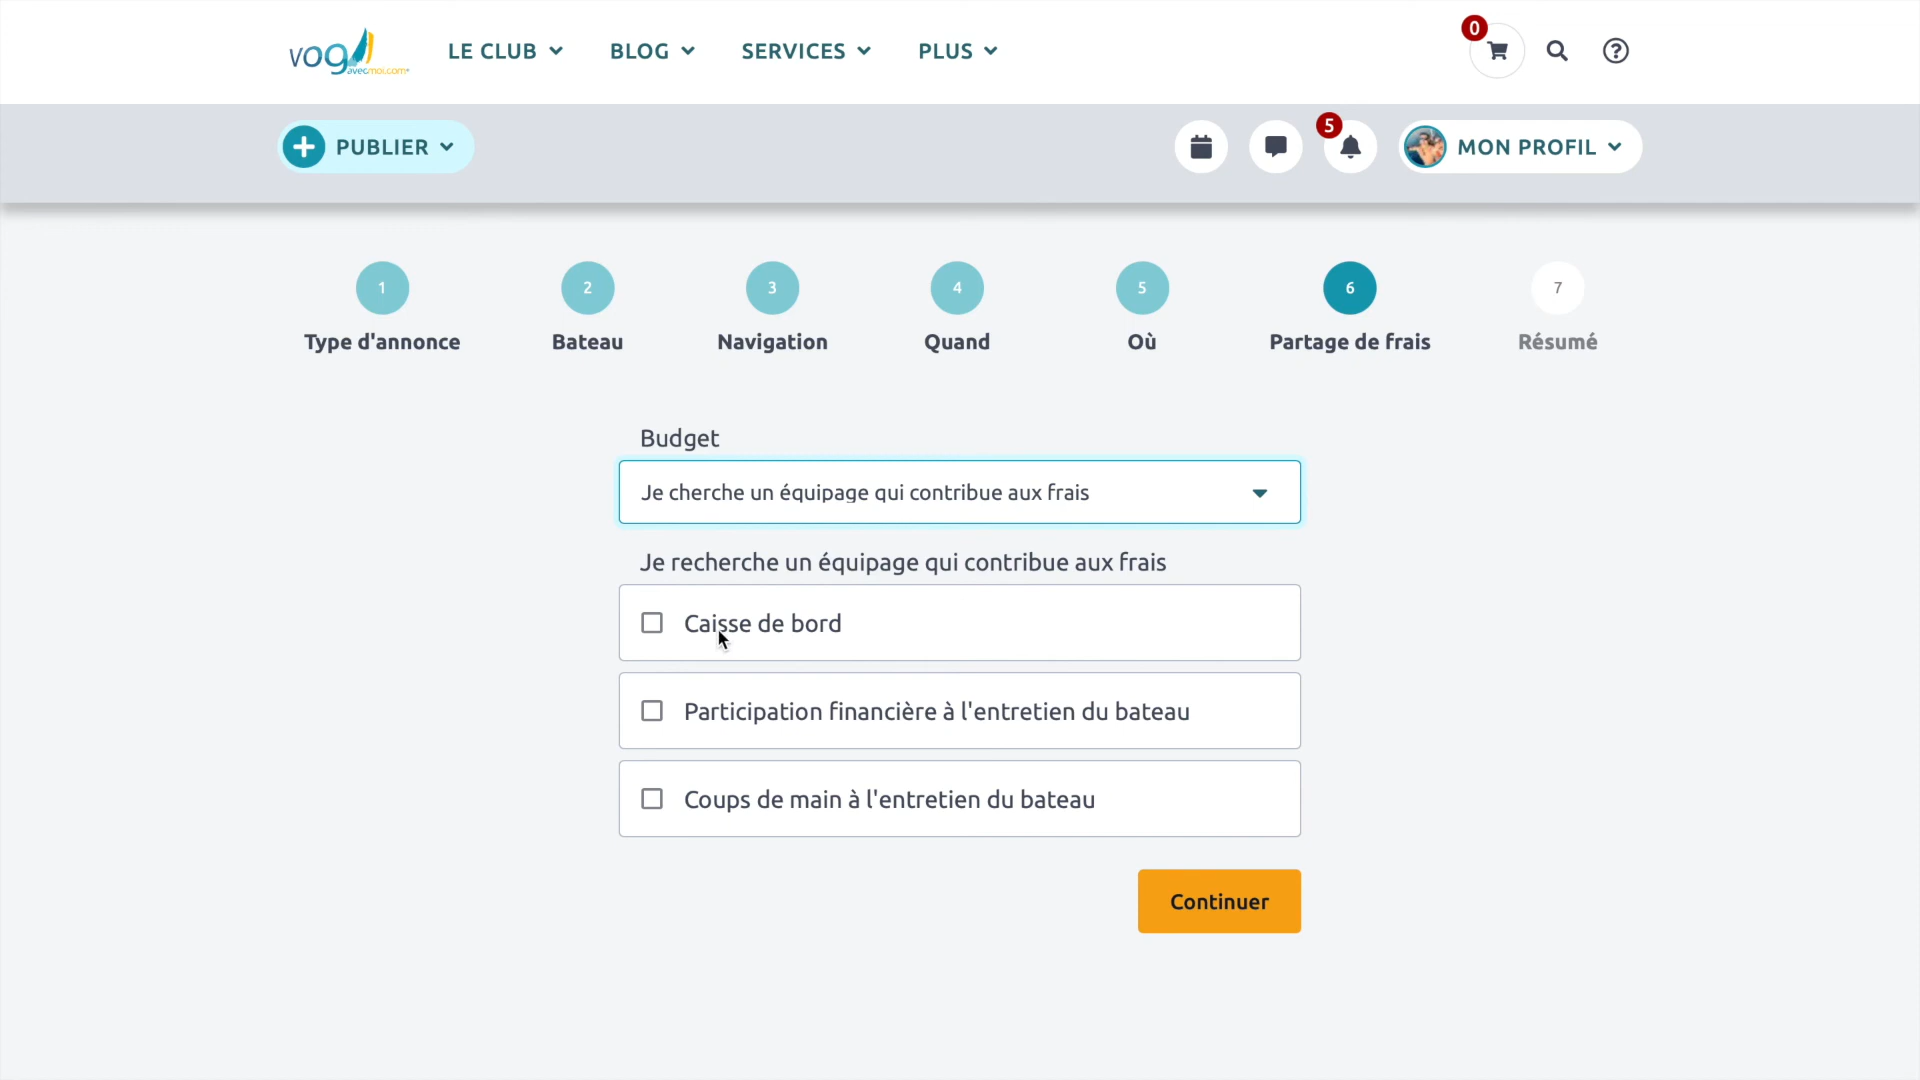 vog
avecmoi.com
LE CLUB
BLOG
SERVICES
PLUS
0
PUBLIER
5
MON PROFIL
1
2
3
4
5
6
7
Type d'annonce
Bateau
Navigation
Quand
Où
Partage de frais
Résumé
Budget
Je cherche un équipage qui contribue aux frais
Je recherche un équipage qui contribue aux frais
Caisse de bord
Participation financière à l'entretien du bateau
Coups de main à l'entretien du bateau
Continuer